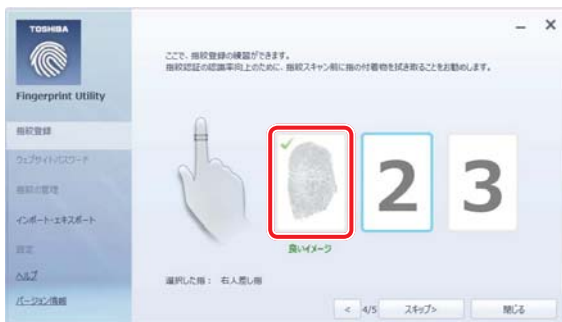 TOSHIBA
Fingerprint Utility
指紋登録
ウェブサイトパスワード
指紋の管理
インポート・エキスポート
設定
ヘルプ
バージョン情報
ここで、指紋登録の練習ができます。
指紋認証の認識率向上のために、指紋スキャン前に指の付着物を拭き取ることをお勧めします。
2
3
良いイメージ
選択した指： 右人差し指
< 4/5 スキップ> 閉じる